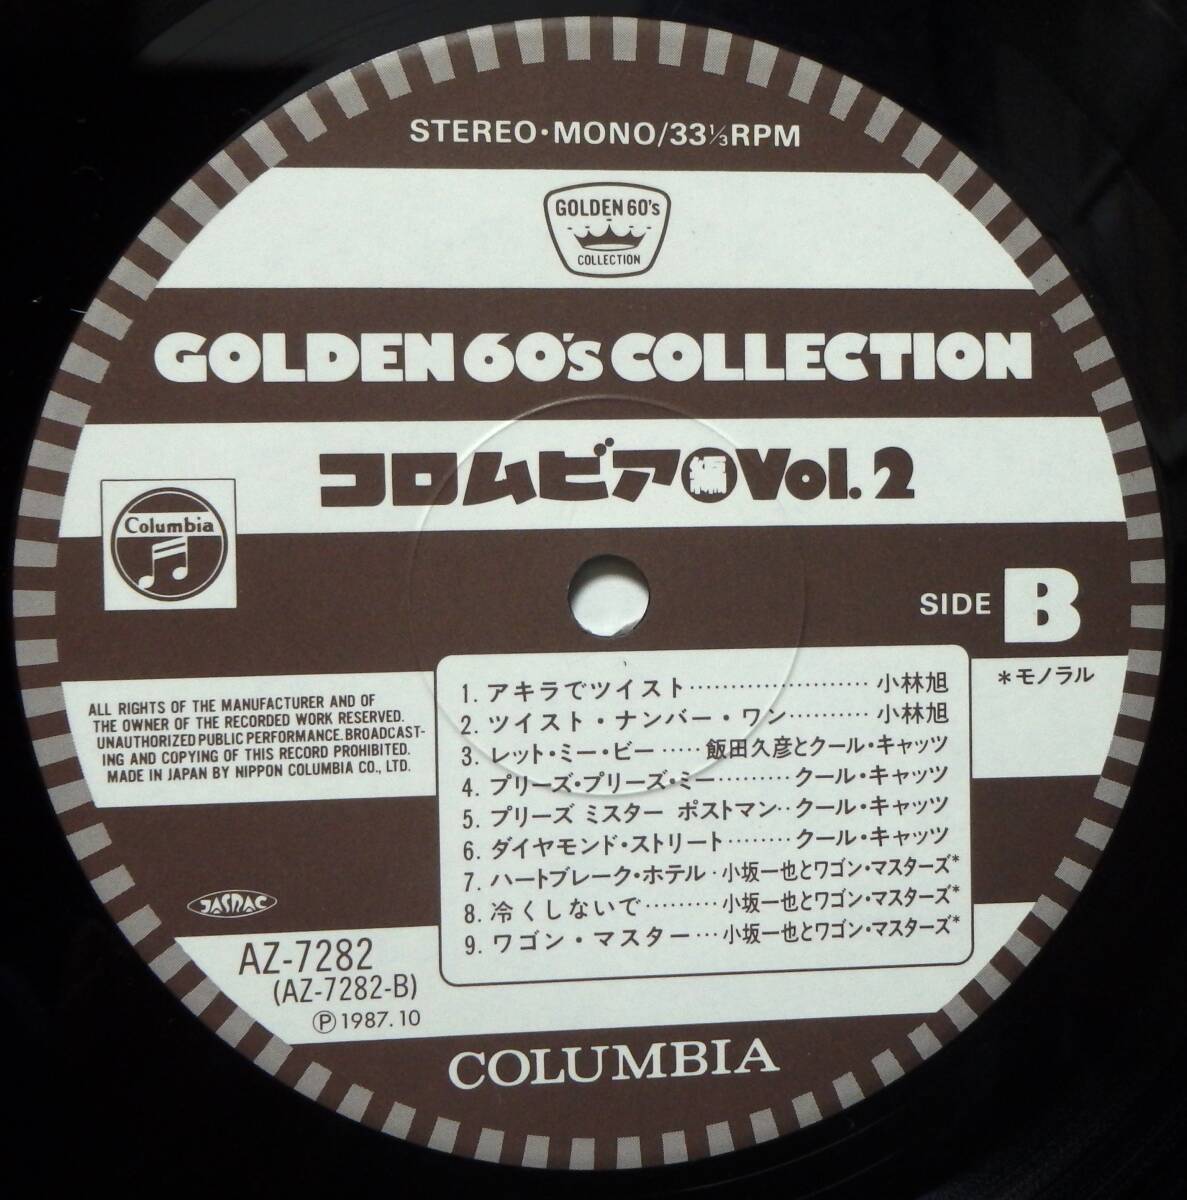 STEREO・MONO/33⅓RPM
GOLDEN 60's
COLLECTION
GOLDEN 60's COLLECTION
コロムビア編Vol.2
Columbia
SIDE B
*モノラル
1. アキラでツイスト…………………小林旭
2. ツイスト・ナンバー・ワン………小林旭
3. レット・ミー・ビー……飯田久彦とクール・キャッツ
4. プリーズ・プリーズ・ミー………クール・キャッツ
5. プリーズ ミスター ポストマン‥クール・キャッツ
6. ダイヤモンド・ストリート………クール・キャッツ
7. ハートブレーク・ホテル・小坂一也とワゴン・マスターズ*
8. 冷くしないで………小坂一也とワゴン・マスターズ*
9. ワゴン・マスター…小坂一也とワゴン・マスターズ*
ALL RIGHTS OF THE MANUFACTURER AND OF
THE OWNER OF THE RECORDED WORK RESERVED.
UNAUTHORIZED PUBLIC PERFORMANCE.BROADCAST-
ING AND COPYING OF THIS RECORD PROHIBITED.
MADE IN JAPAN BY NIPPON COLUMBIA CO., LTD.
JASRAC
AZ-7282
(AZ-7282-B)
Ⓟ1987.10
COLUMBIA